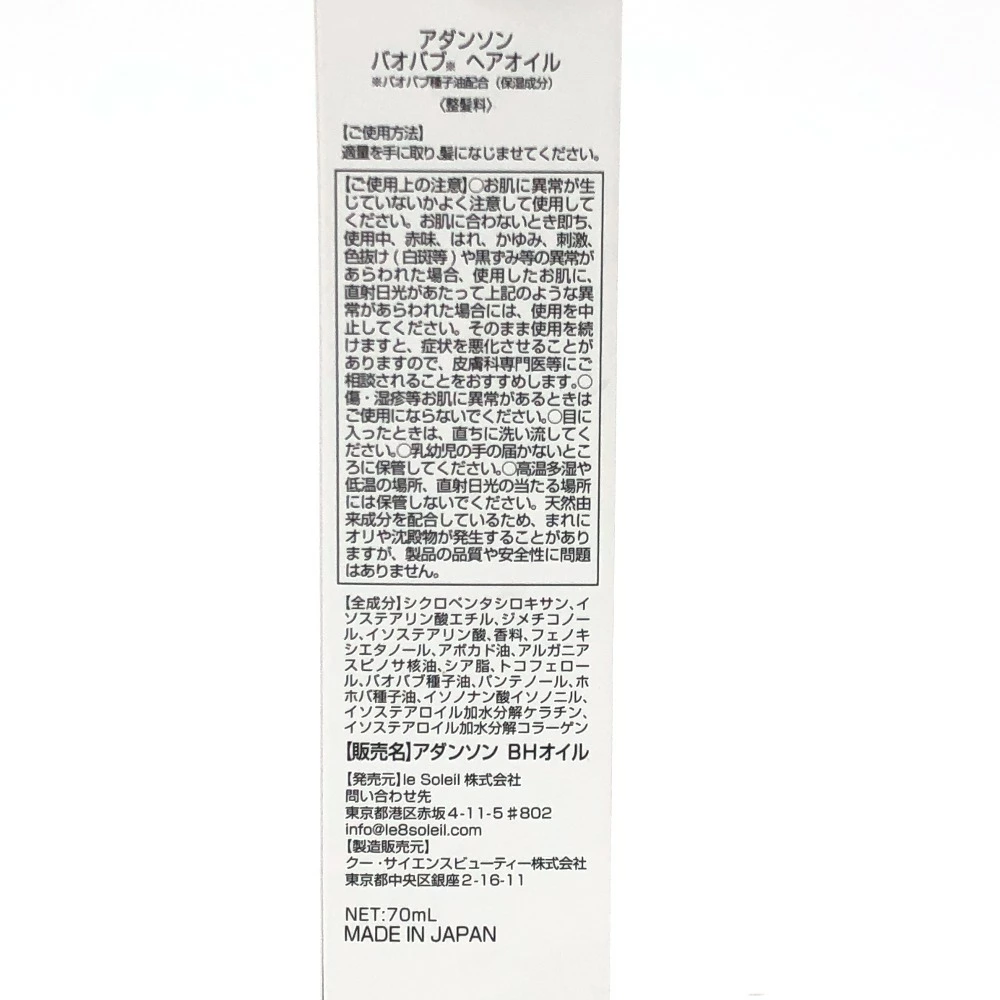 アダンソン
バオバブ※ ヘアオイル
※バオバブ種子油配合（保湿成分）
〈整髪料〉
【ご使用方法】
適量を手に取り、髪になじませてください。
【ご使用上の注意】○お肌に異常が生
じていないかよく注意して使用して
ください。お肌に合わないとき即ち、
使用中、赤味、はれ、かゆみ、刺激、
色抜け(白斑等)や黒ずみ等の異常が
あらわれた場合、使用したお肌に、
直射日光があたって上記のような異
常があらわれた場合には、使用を中
止してください。そのまま使用を続
けますと、症状を悪化させることが
ありますので、皮膚科専門医等にご
相談されることをおすすめします。○
傷・湿疹等お肌に異常があるときは
ご使用にならないでください。○目に
入ったときは、直ちに洗い流してく
ださい。○乳幼児の手の届かないとこ
ろに保管してください。○高温多湿や
低温の場所、直射日光の当たる場所
には保管しないでください。天然由
来成分を配合しているため、まれに
オリや沈殿物が発生することがあり
ますが、製品の品質や安全性に問題
はありません。
【全成分】シクロペンタシロキサン、イ
ソステアリン酸エチル、ジメチコノー
ル、イソステアリン酸、香料、フェノキ
シエタノール、アボカド油、アルガニア
スピノサ核油、シア脂、トコフェロー
ル、バオバブ種子油、パンテノール、ホ
ホバ種子油、イソノナン酸イソノニル、
イソステアロイル加水分解ケラチン、
イソステアロイル加水分解コラーゲン
【販売名】アダンソン BHオイル
【発売元】le Soleil 株式会社
問い合わせ先
東京都港区赤坂4-11-5♯802
info@le8soleil.com
【製造販売元】
クー・サイエンスビューティー株式会社
東京都中央区銀座2-16-11
NET:70mL
MADE IN JAPAN